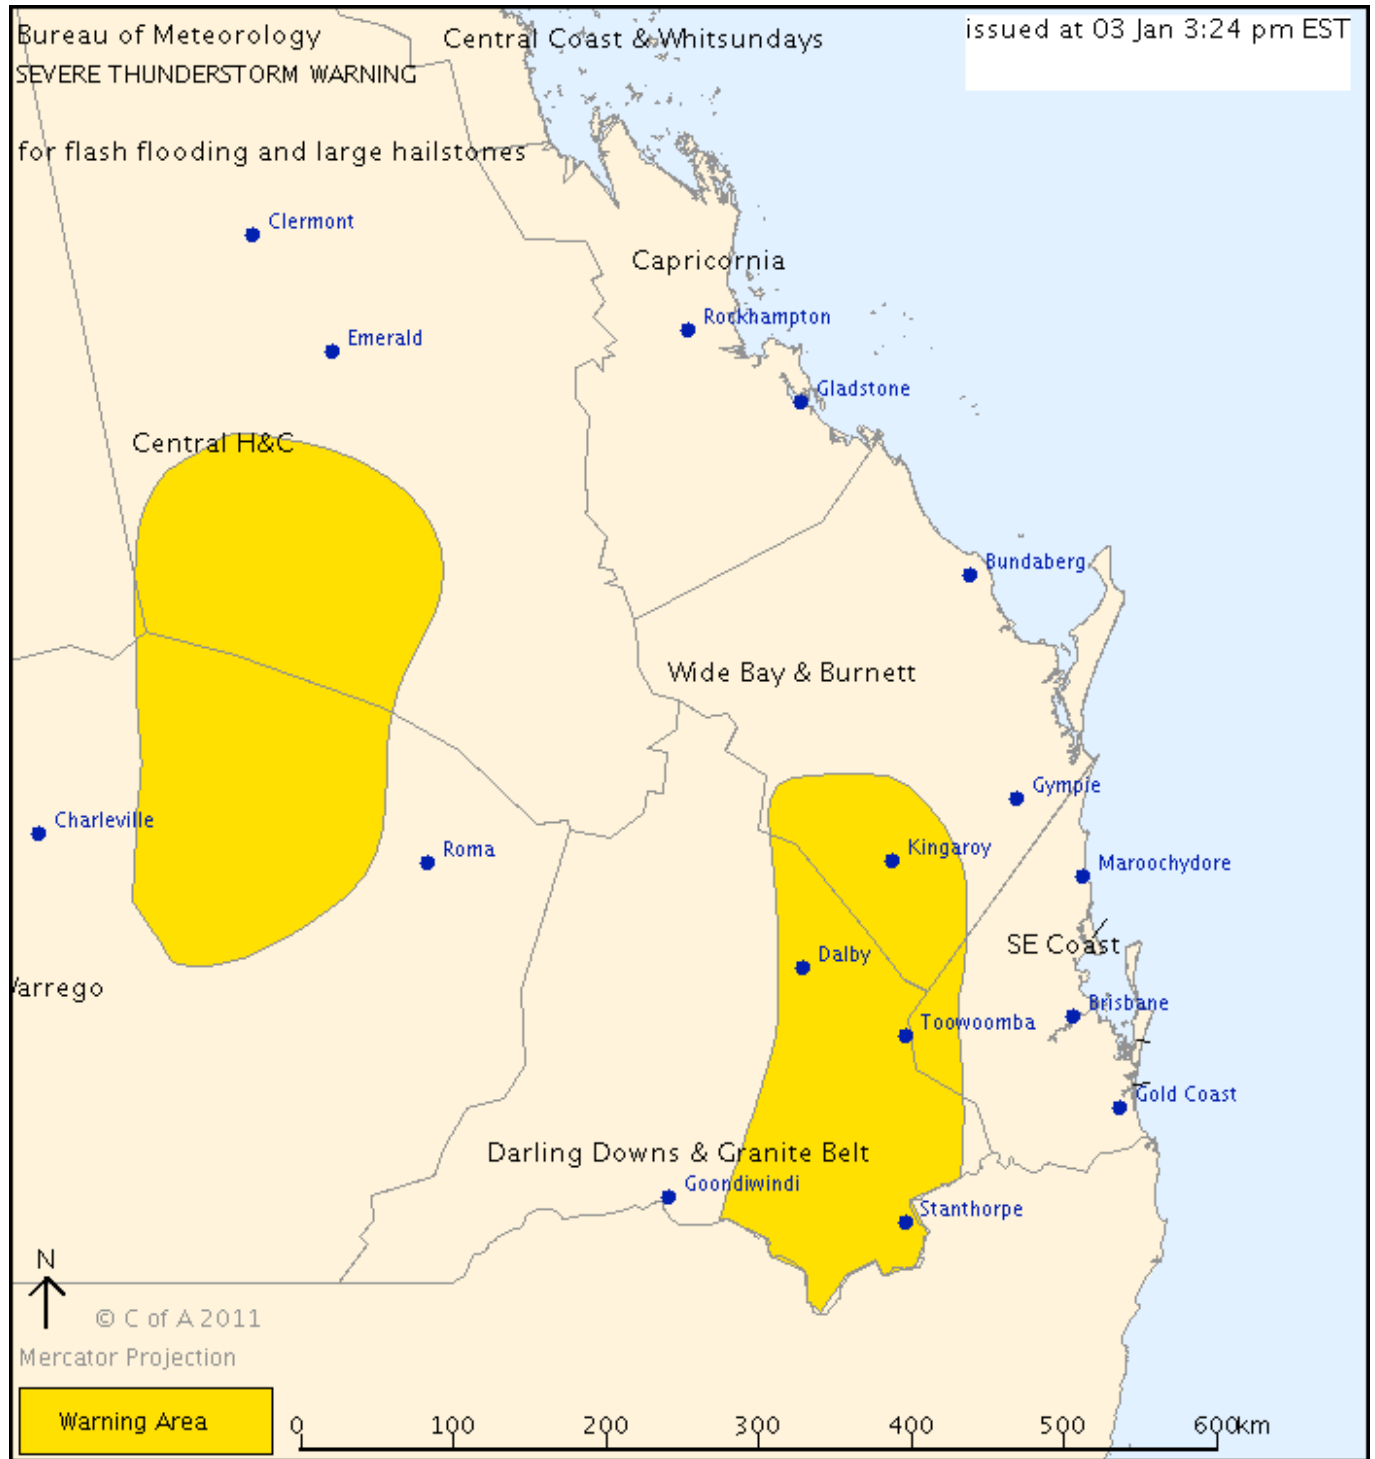 Bureau of Meteorology
SEVERE THUNDERSTORM WARNING
for flash flooding and large hailstones
issued at 03 Jan 3:24 pm EST
Central Coast & Whitsundays
Clermont
Capricornia
Rockhampton
Emerald
Gladstone
Central H&C
Bundaberg
Wide Bay & Burnett
Gympie
Charleville
Roma
Kingaroy
Maroochydore
SE Coast
Dalby
arrego
Brisbane
Toowoomba
Gold Coast
Darling Downs & Granite Belt
Goondiwindi
Stanthorpe
N
© C of A 2011
Mercator Projection
Warning Area
0 100 200 300 400 500 600km